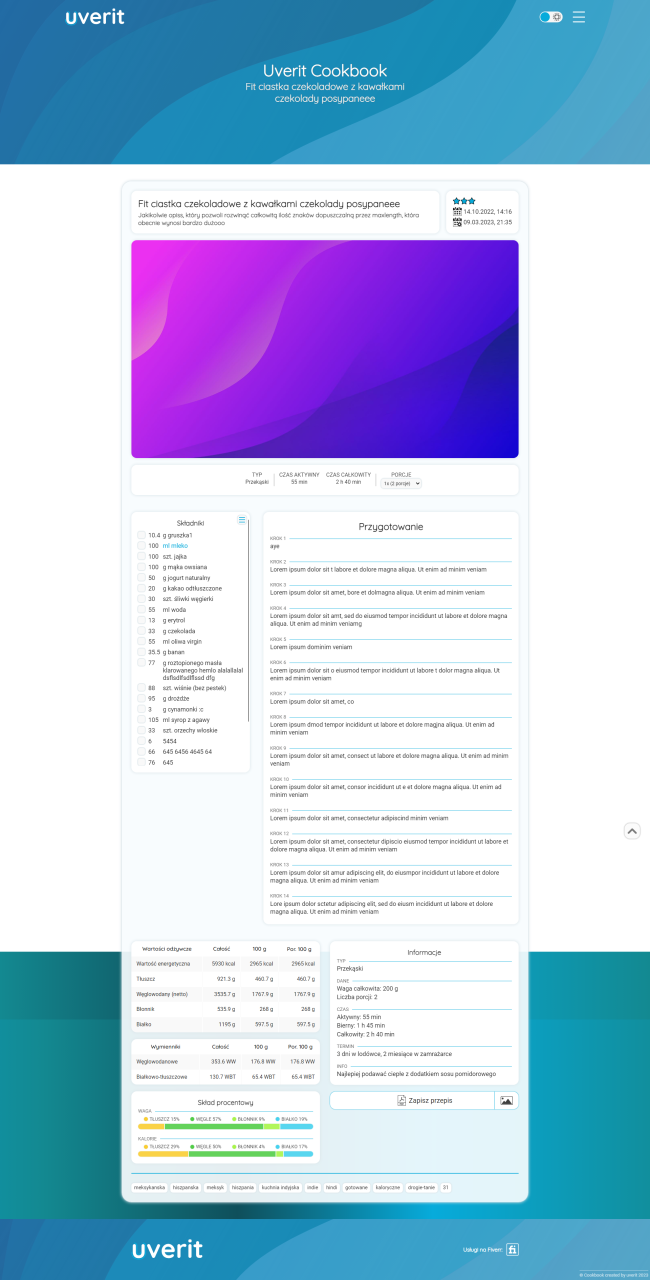 uverit
Uverit Cookbook
Fit ciastka czekoladowe z kawałkami
czekolady posypaneee
Fit ciastka czekoladowe z kawałkami czekolady posypaneee
Jakikolwie opiss, który pozwoli rozwinąć całkowitą ilość znaków dopuszczalną przez maxlength, która
obecnie wynosi bardzo dużooo
14.10.2022, 14:16
09.03.2023, 21:35
TYP
Przekąski
CZAS AKTYWNY
55 min
CZAS CAŁKOWITY
2 h 40 min
PORCJE
1x (2 porcje)
Składniki
10.4 g gruszka1
100 ml mleko
100 szt. jajka
100 g mąka owsiana
50 g jogurt naturalny
20 g kakao odtłuszczone
30 szt. śliwki węgierki
55 ml woda
13 g erytrol
33 g czekolada
55 ml oliwa virgin
35.5 g banan
77 g roztopionego masła
klarowanego hemlo alalallalal
dsflsdlfsdlflssd dfg
88 szt. wiśnie (bez pestek)
95 g drożdże
3 g cynamonki :c
105 ml syrop z agawy
33 szt. orzechy włoskie
6 5454
66 645 6456 4645 64
76 645
Przygotowanie
KROK 1
aye
KROK 2
Lorem ipsum dolor sit t labore et dolore magna aliqua. Ut enim ad minim veniam
KROK 3
Lorem ipsum dolor sit amet, bore et dolmagna aliqua. Ut enim ad minim veniam
KROK 4
Lorem ipsum dolor sit amt, sed do eiusmod tempor incididunt ut labore et dolore magna
aliqua. Ut enim ad minim veniamg
KROK 5
Lorem ipsum dominim veniam
KROK 6
Lorem ipsum dolor sit o eiusmod tempor incididunt ut labore t dolor magna aliqua. Ut
enim ad minim veniam
KROK 7
Lorem ipsum dolor sit amet, co
KROK 8
Lorem ipsum dmod tempor incididunt ut labore et dolore magjna aliqua. Ut enim ad
minim veniam
KROK 9
Lorem ipsum dolor sit amet, consect ut labore et dolore magna aliqua. Ut enim ad minim
veniam
KROK 10
Lorem ipsum dolor sit amet, consor incididunt ut e et dolore magna aliqua. Ut enim ad
minim veniam
KROK 11
Lorem ipsum dolor sit amet, consectetur adipiscind minim veniam
KROK 12
Lorem ipsum dolor sit amet, consectetur dipiscio eiusmod tempor incididunt ut labore et
dolore magna aliqua. Ut enim ad minim veniam
KROK 13
Lorem ipsum dolor sit amur adipiscing elit, do eiusmpor incididunt ut labore et dolore
magna aliqua. Ut enim ad minim veniam
KROK 14
Lore ipsum dolor sctetur adipiscing elit, sed do eiusm incididunt ut labore et dolore
magna aliqua. Ut enim ad minim veniam
Wartości odżywcze Całość 100 g Por. 100 g
Wartość energetyczna 5930 kcal 2965 kcal 2965 kcal
Tłuszcz 921.3 g 460.7 g 460.7 g
Węglowodany (netto) 3535.7 g 1767.9 g 1767.9 g
Błonnik 535.9 g 268 g 268 g
Białko 1195 g 597.5 g 597.5 g
Wymienniki Całość 100 g Por. 100 g
Węglowodanowe 353.6 WW 176.8 WW 176.8 WW
Białkowo-tłuszczowe 130.7 WBT 65.4 WBT 65.4 WBT
Skład procentowy
WAGA
TŁUSZCZ 15% WĘGLE 57% BŁONNIK 9% BIAŁKO 19%
KALORIE
TŁUSZCZ 29% WĘGLE 50% BŁONNIK 4% BIAŁKO 17%
Informacje
TYP
Przekąski
DANE
Waga całkowita: 200 g
Liczba porcji: 2
CZAS
Aktywny: 55 min
Bierny: 1 h 45 min
Całkowity: 2 h 40 min
TERMIN
3 dni w lodówce, 2 miesiące w zamrażarce
INFO
Najlepiej podawać ciepłe z dodatkiem sosu pomidorowego
Zapisz przepis
meksykanska hiszpanska meksyk hiszpania kuchnia indyjska indie hindi gotowane kaloryczne drogie-tanie 31
uverit
Usługi na Fiverr: fi
© Cookbook created by uverit 2023